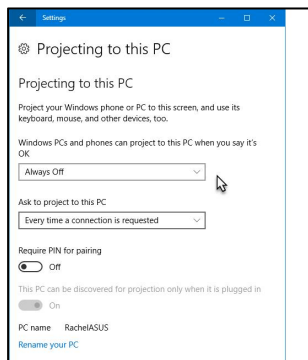 Settings
Projecting to this PC
Projecting to this PC
Project your Windows phone or PC to this screen, and use its
keyboard, mouse, and other devices, too.
Windows PCs and phones can project to this PC when you say it's
OK
Always Off
Ask to project to this PC
Every time a connection is requested
Require PIN for pairing
Off
This PC can be discovered for projection only when it is plugged in
On
PC name RachelASUS
Rename your PC